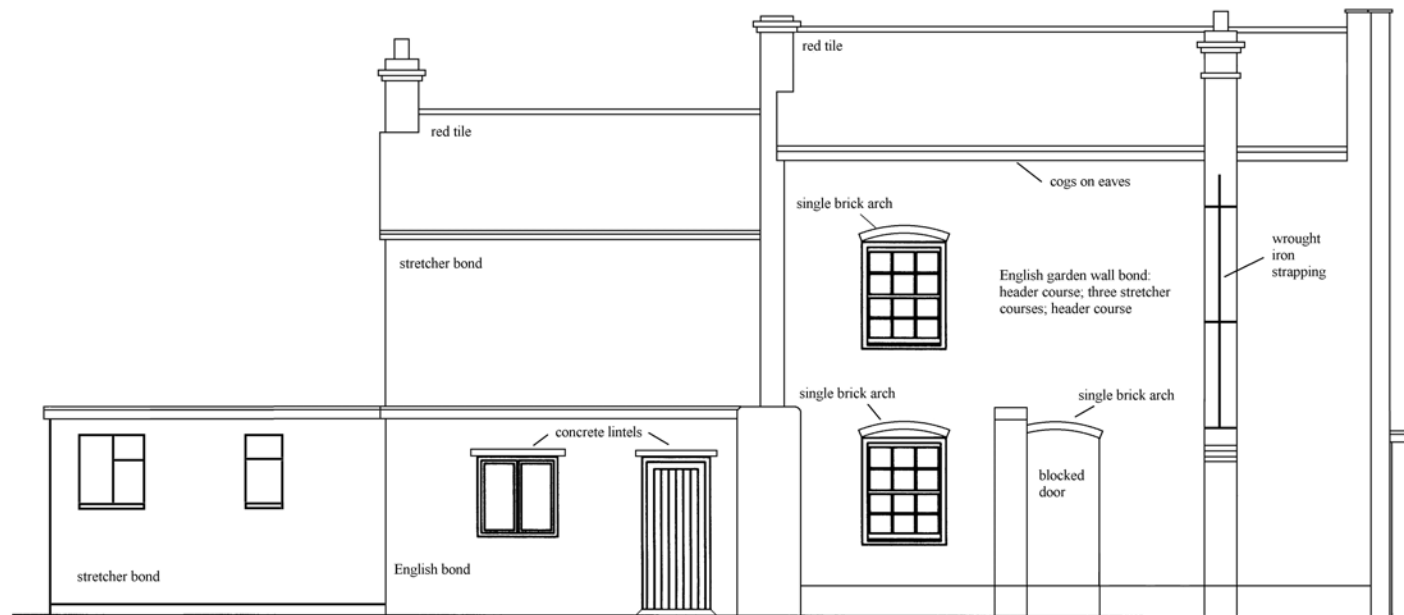 red tile
red tile
cogs on eaves
single brick arch
wrought
iron
strapping
stretcher bond
English garden wall bond:
header course; three stretcher
courses; header course
single brick arch
single brick arch
concrete lintels
blocked
door
stretcher bond
English bond